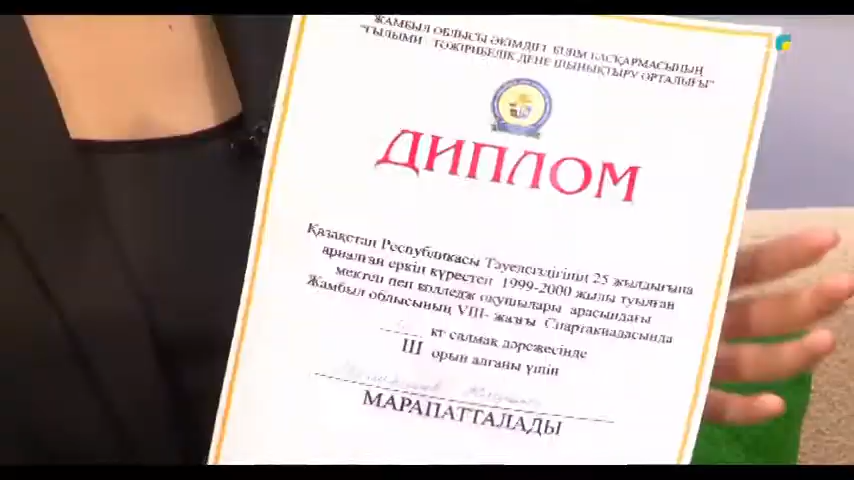 ЖАМБЫЛ ОБЛЫСЫ ӘКІМДІГІ БІЛІМ БАСҚАРМАСЫНЫҢ
"ҒЫЛЫМИ - ТӘЖІРИБЕЛІК ДЕНЕ ШЫНЫҚТЫРУ ОРТАЛЫҒЫ"
ДИПЛОМ
Қазақстан Республикасы Тәуелсіздігінің 25 жылдығына
арналған еркін күрестен 1999-2000 жылы туылған
мектеп пен колледж оқушылары арасындағы
Жамбыл облысының VIII- жазғы Спартакиадасында
кг салмақ дәрежесінде
III орын алғаны үшін
МАРАПАТТАЛАДЫ